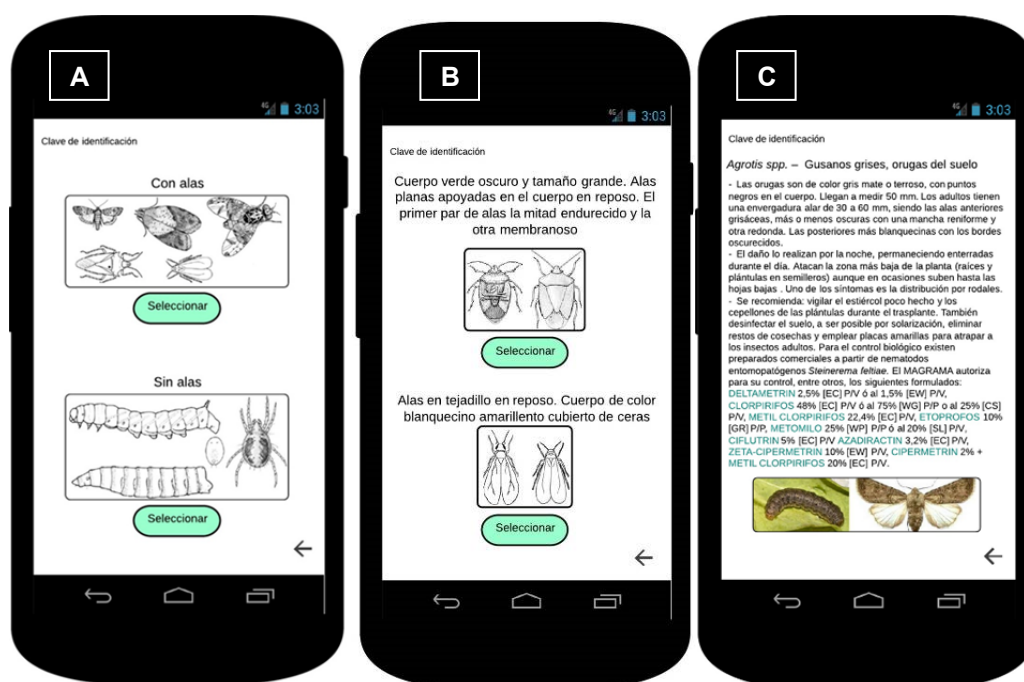 A
3:03
Clave de identificación
Con alas
Seleccionar
Sin alas
Seleccionar
B
3:03
Clave de identificación
Cuerpo verde oscuro y tamaño grande. Alas
planas apoyadas en el cuerpo en reposo. El
primer par de alas la mitad endurecido y la
otra membranoso
Seleccionar
Alas en tejadillo en reposo. Cuerpo de color
blanquecino amarillento cubierto de ceras
Seleccionar
C
3:03
Clave de identificación
Agrotis spp. – Gusanos grises, orugas del suelo
- Las orugas son de color gris mate o terroso, con puntos
negros en el cuerpo. Llegan a medir 50 mm. Los adultos tienen
una envergadura alar de 30 a 60 mm, siendo las alas anteriores
grisáceas, más o menos oscuras con una mancha reniforme y
otra redonda. Las posteriores más blanquecinas con los bordes
oscurecidos.
- El daño lo realizan por la noche, permaneciendo enterradas
durante el día. Atacan la zona más baja de la planta (raíces y
plántulas en semilleros) aunque en ocasiones suben hasta las
hojas bajas . Uno de los síntomas es la distribución por rodales.
- Se recomienda: vigilar el estiércol poco hecho y los
cepellones de las plántulas durante el trasplante. También
desinfectar el suelo, a ser posible por solarización, eliminar
restos de cosechas y emplear placas amarillas para atrapar a
los insectos adultos. Para el control biológico existen
preparados comerciales a partir de nematodos
entomopatógenos Steinerema feltiae. El MAGRAMA autoriza
para su control, entre otros, los siguientes formulados:
DELTAMETRIN 2,5% [EC] P/V ó al 1,5% [EW] P/V,
CLORPIRIFOS 48% [EC] P/V ó al 75% [WG] P/P o al 25% [CS]
P/V, METIL CLORPIRIFOS 22,4% [EC] P/V, ETOPROFOS 10%
[GR] P/P, METOMILO 25% [WP] P/P ó al 20% [SL] P/V,
CIFLUTRIN 5% [EC] P/V AZADIRACTIN 3,2% [EC] P/V,
ZETA-CIPERMETRIN 10% [EW] P/V, CIPERMETRIN 2% +
METIL CLORPIRIFOS 20% [EC] P/V.